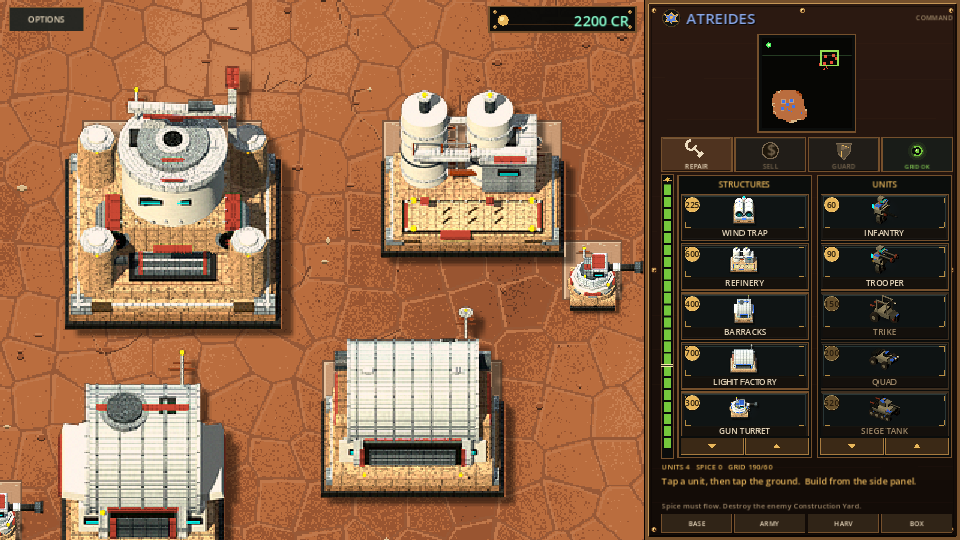 OPTIONS
2200 CR
ATREIDES
COMMAND
REPAIR
SELL
GUARD
GRID OK
STRUCTURES
UNITS
225
WIND TRAP
60
INFANTRY
600
REFINERY
90
TROOPER
400
BARRACKS
150
TRIKE
700
LIGHT FACTORY
200
QUAD
300
GUN TURRET
SIEGE TANK
UNITS 4 SPICE 0 GRID 190/60
Tap a unit, then tap the ground. Build from the side panel.
Spice must flow. Destroy the enemy Construction Yard.
BASE
ARMY
HARV
BOX